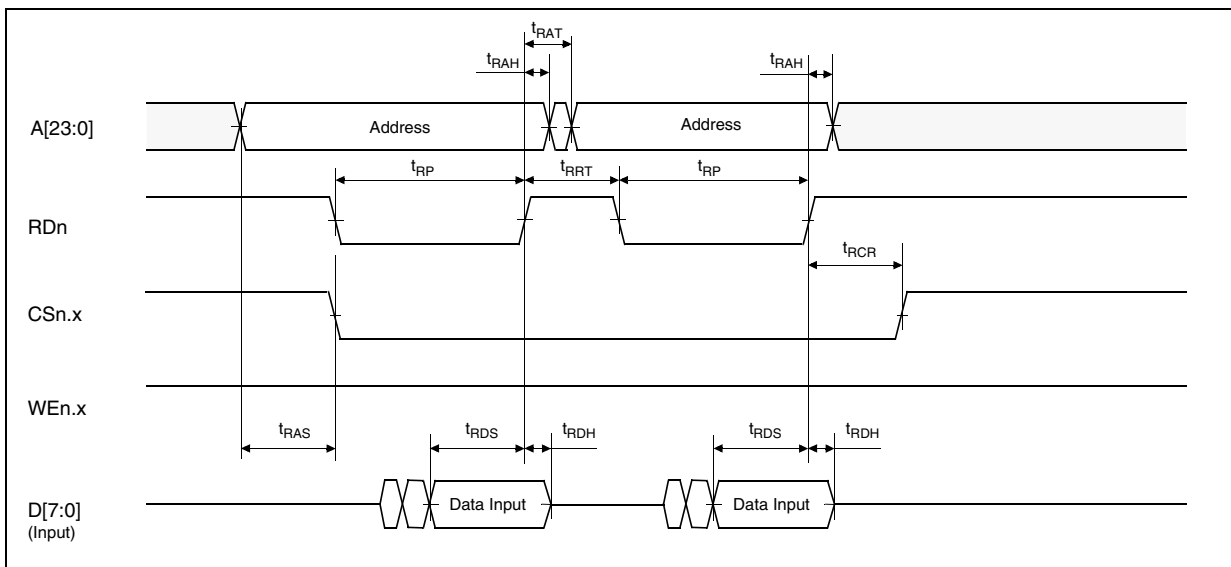 tRAT
tRAH tRAH
A[23:0] Address Address
tRP tRRT tRP
RDn
tRCR
CSn.x
WEn.x
tRAS tRDS tRDH tRDS tRDH
D[7:0] Data Input Data Input
(Input)